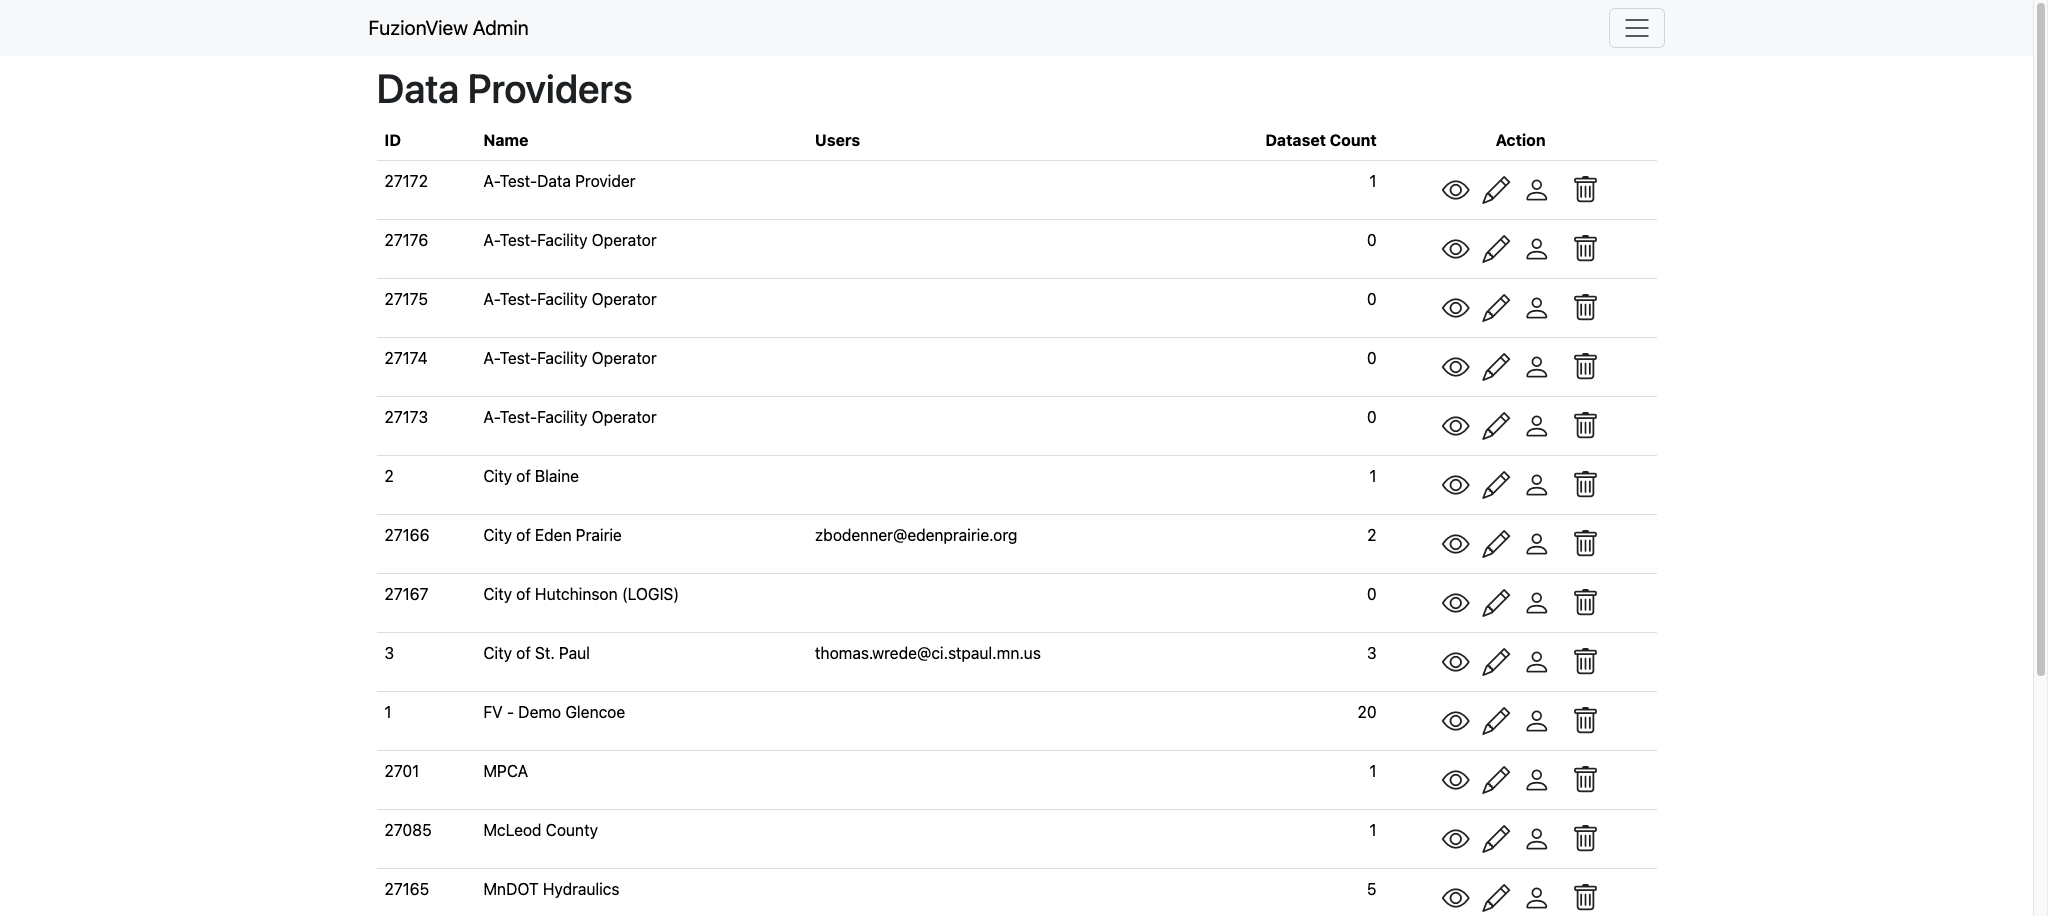 FuzionView Admin
Data Providers
ID Name Users Dataset Count Action
27172 A-Test-Data Provider 1
27176 A-Test-Facility Operator 0
27175 A-Test-Facility Operator 0
27174 A-Test-Facility Operator 0
27173 A-Test-Facility Operator 0
2 City of Blaine 1
27166 City of Eden Prairie zbodenner@edenprairie.org 2
27167 City of Hutchinson (LOGIS) 0
3 City of St. Paul thomas.wrede@ci.stpaul.mn.us 3
1 FV - Demo Glencoe 20
2701 MPCA 1
27085 McLeod County 1
27165 MnDOT Hydraulics 5